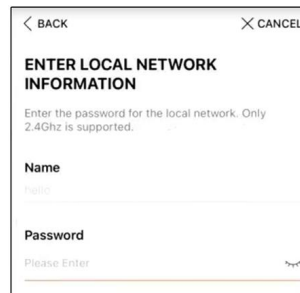 BACK
CANCEL
ENTER LOCAL NETWORK
INFORMATION
Enter the password for the local network. Only
2.4Ghz is supported.
Name
hello
Password
Please Enter